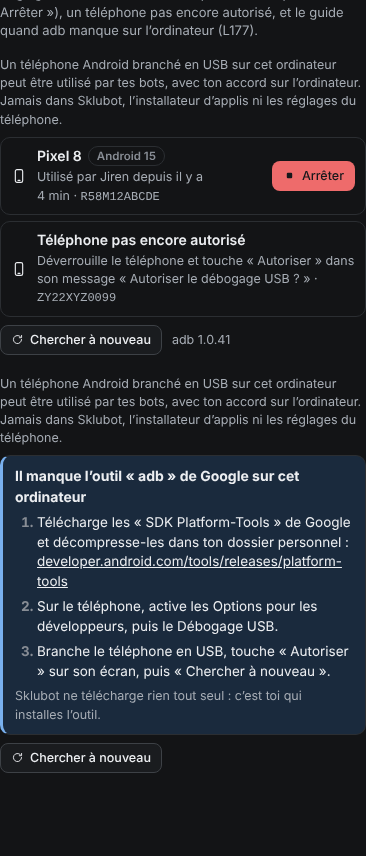 Arrêter »), un téléphone pas encore autorisé, et le guide
quand adb manque sur l’ordinateur (L177).
Un téléphone Android branché en USB sur cet ordinateur
peut être utilisé par tes bots, avec ton accord sur l’ordinateur.
Jamais dans Sklubot, l’installateur d’applis ni les réglages du
téléphone.
Pixel 8 Android 15
Utilisé par Jiren depuis il y a
4 min · R58M12ABCDE
Arrêter
Téléphone pas encore autorisé
Déverrouille le téléphone et touche « Autoriser » dans
son message « Autoriser le débogage USB ? » ·
ZY22XYZ0099
Chercher à nouveau adb 1.0.41
Un téléphone Android branché en USB sur cet ordinateur
peut être utilisé par tes bots, avec ton accord sur l’ordinateur.
Jamais dans Sklubot, l’installateur d’applis ni les réglages du
téléphone.
Il manque l’outil « adb » de Google sur cet
ordinateur
1. Télécharge les « SDK Platform-Tools » de Google
et décompresse-les dans ton dossier personnel :
developer.android.com/tools/releases/platform-
tools
2. Sur le téléphone, active les Options pour les
développeurs, puis le Débogage USB.
3. Branche le téléphone en USB, touche « Autoriser
» sur son écran, puis « Chercher à nouveau ».
Sklubot ne télécharge rien tout seul : c’est toi qui
installes l’outil.
Chercher à nouveau